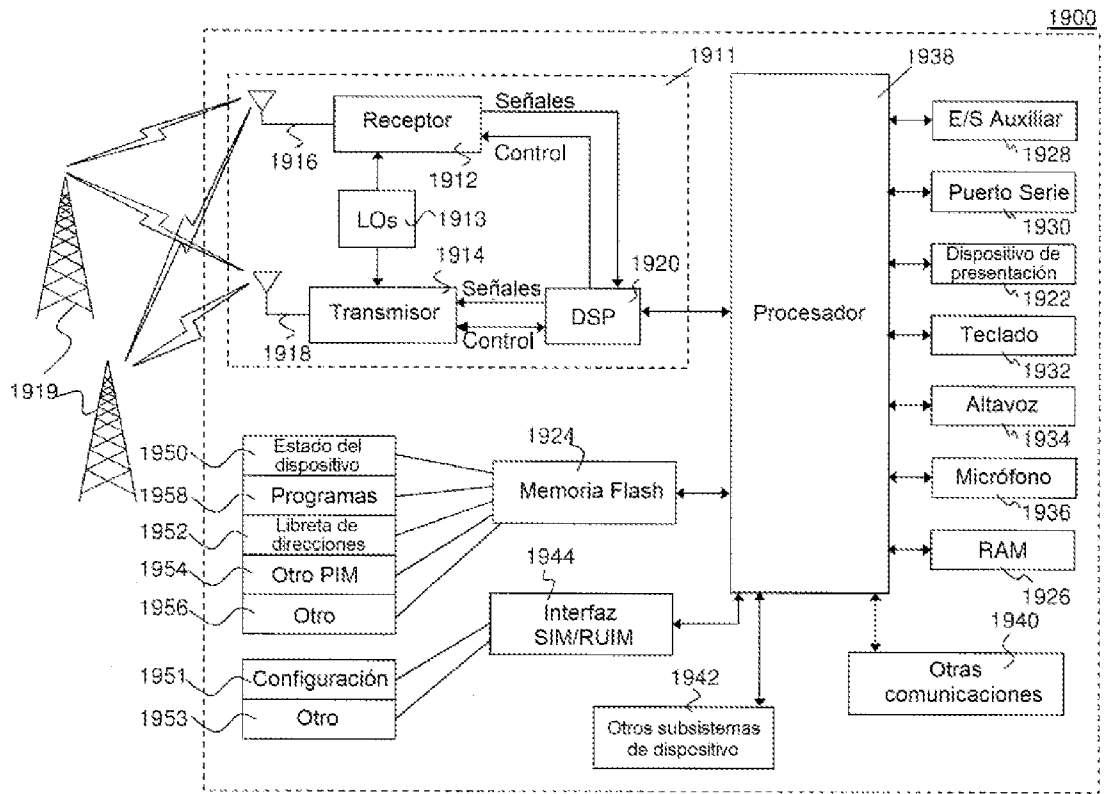 1900
1911
1938
Receptor
Señales
Control
1916
1912
LOs
1913
1914
1920
Transmisor
Señales
Control
DSP
1918
1919
Procesador
E/S Auxiliar
1928
Puerto Serie
1930
Dispositivo de
presentación
1922
Teclado
1932
Altavoz
1934
Micrófono
1936
RAM
1926
1950
Estado del
dispositivo
1958
Programas
1952
Libreta de
direcciones
1954
Otro PIM
1956
Otro
1924
Memoria Flash
1944
Interfaz
SIM/RUIM
1951
Configuración
1953
Otro
1942
Otros subsistemas
de dispositivo
1940
Otras
comunicaciones